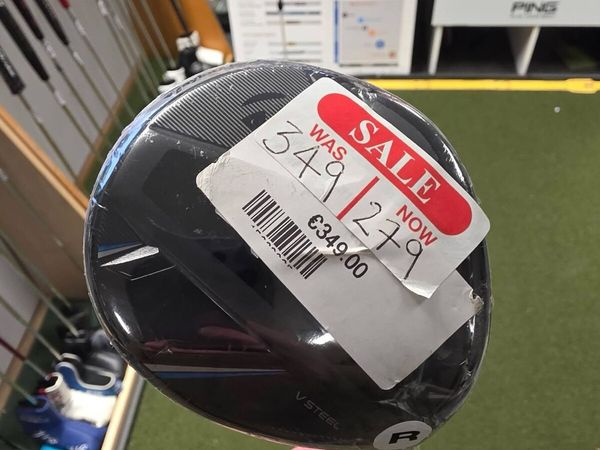 PING
SALE
WAS NOW
349 / 279
€349.00
V STEEL
R